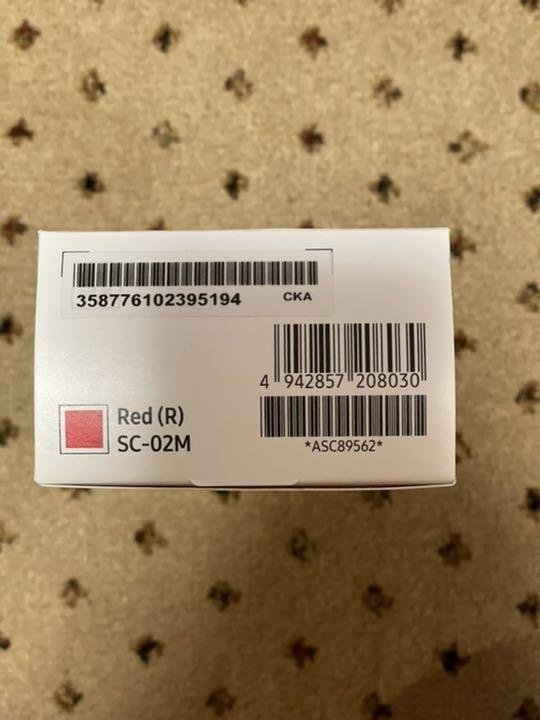 358776102395194 CKA
4 942857 208030
*ASC89562*
Red (R)
SC-02M